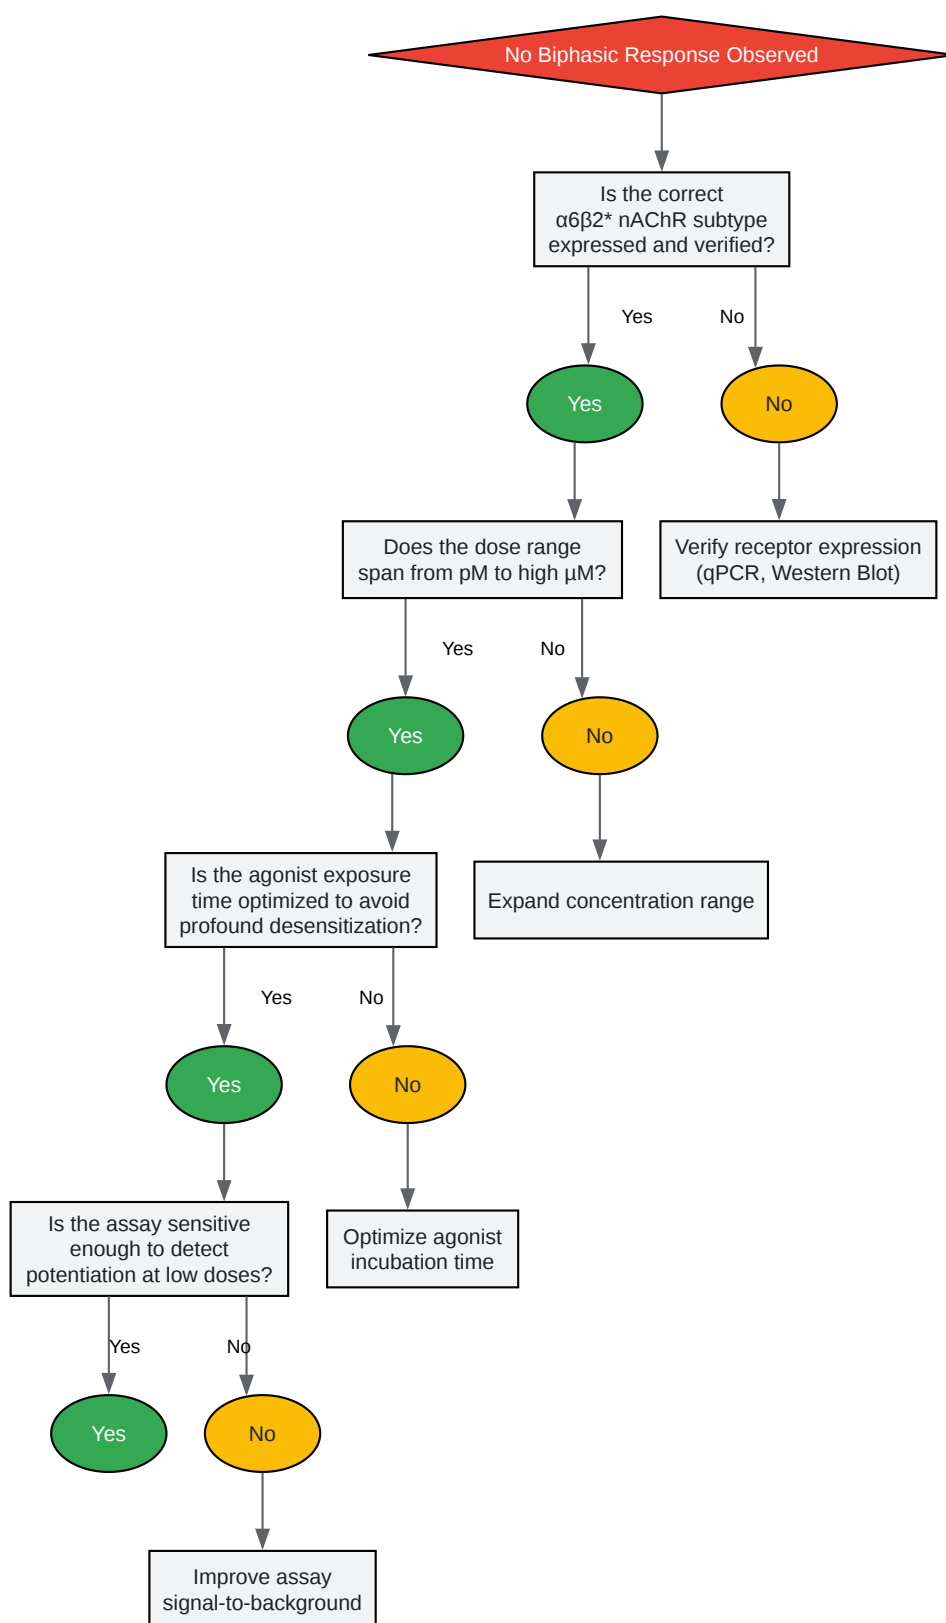 No Biphasic Response Observed
Is the correct
α6β2* nAChR subtype
expressed and verified?
Yes
No
Yes
No
Does the dose range
span from pM to high µM?
Verify receptor expression
(qPCR, Western Blot)
Yes
No
Yes
No
Is the agonist exposure
time optimized to avoid
profound desensitization?
Expand concentration range
Yes
No
Yes
No
Is the assay sensitive
enough to detect
potentiation at low doses?
Optimize agonist
incubation time
Yes
No
Yes
No
Improve assay
signal-to-background